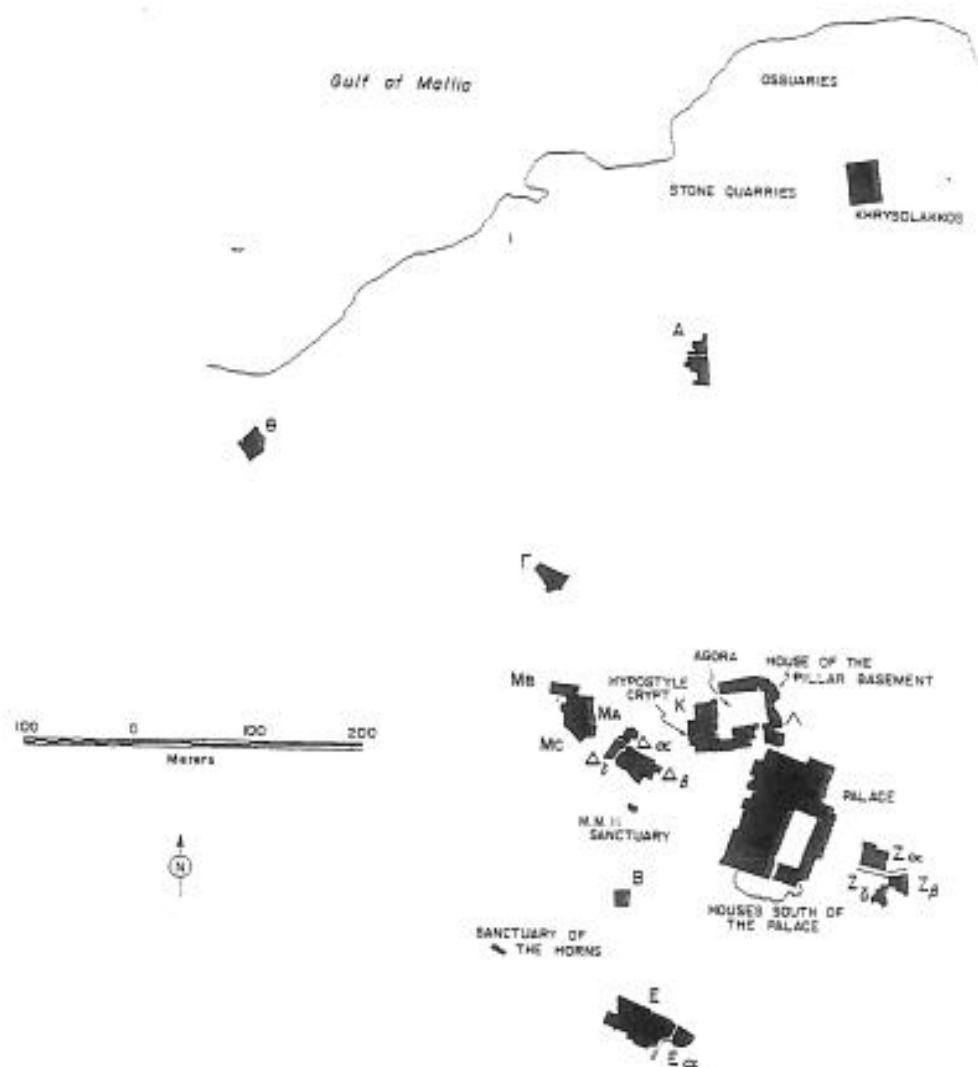 Gulf of Mallia
OSSUARIES
STONE QUARRIES
KHRYSOLAKKOS
A
Θ
Γ
AGORA
HOUSE OF THE
PILLAR BASEMENT
HYPOSTYLE
CRYPT
K
Λ
MB
MA
MC
Δα
Δδ
Δβ
PALACE
M.M. II
SANCTUARY
Zα
Zβ
Zδ
B
HOUSES SOUTH OF
THE PALACE
SANCTUARY OF
THE HORNS
E
Eα
100 0 100 200
Meters
N